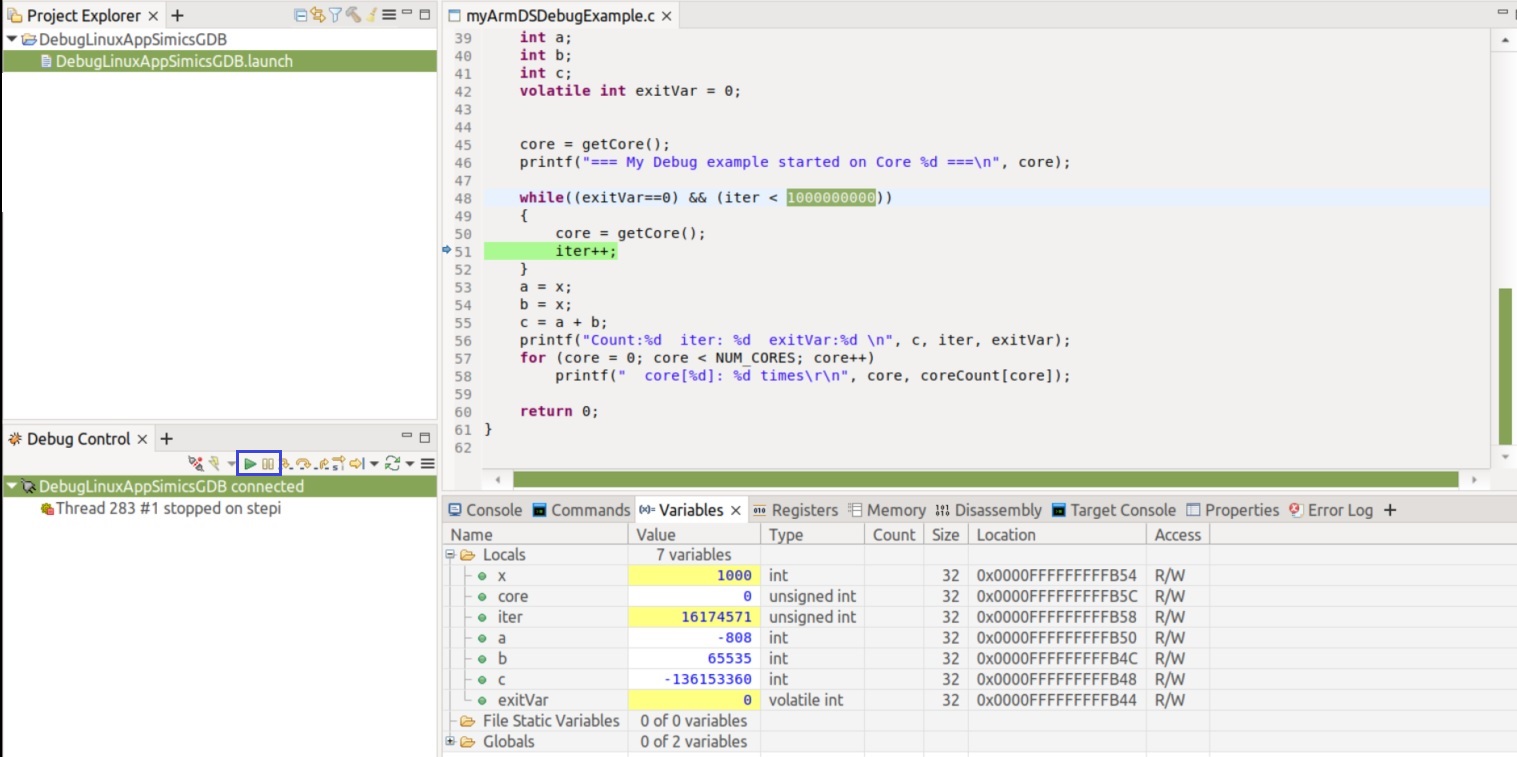 Project Explorer
DebugLinuxAppSimicsGDB
DebugLinuxAppSimicsGDB.launch
myArmDSDebugExample.c
39 int a;
40 int b;
41 int c;
42 volatile int exitVar = 0;
43
44
45 core = getCore();
46 printf("=== My Debug example started on Core %d ===\n", core);
47
48 while((exitVar==0) && (iter < 1000000000))
49 {
50 core = getCore();
51 iter++;
52 }
53 a = x;
54 b = x;
55 c = a + b;
56 printf("Count:%d  iter: %d  exitVar:%d \n", c, iter, exitVar);
57 for (core = 0; core < NUM_CORES; core++)
58 printf("  core[%d]: %d times\r\n", core, coreCount[core]);
59
60 return 0;
61 }
62
Debug Control
DebugLinuxAppSimicsGDB connected
Thread 283 #1 stopped on stepi
Console Commands Variables Registers Memory Disassembly Target Console Properties Error Log
Name Value Type Count Size Location Access
Locals 7 variables
x 1000 int 32 0x0000FFFFFFFFFB54 R/W
core 0 unsigned int 32 0x0000FFFFFFFFFB5C R/W
iter 16174571 unsigned int 32 0x0000FFFFFFFFFB58 R/W
a -808 int 32 0x0000FFFFFFFFFB50 R/W
b 65535 int 32 0x0000FFFFFFFFFB4C R/W
c -136153360 int 32 0x0000FFFFFFFFFB48 R/W
exitVar 0 volatile int 32 0x0000FFFFFFFFFB44 R/W
File Static Variables 0 of 0 variables
Globals 0 of 2 variables